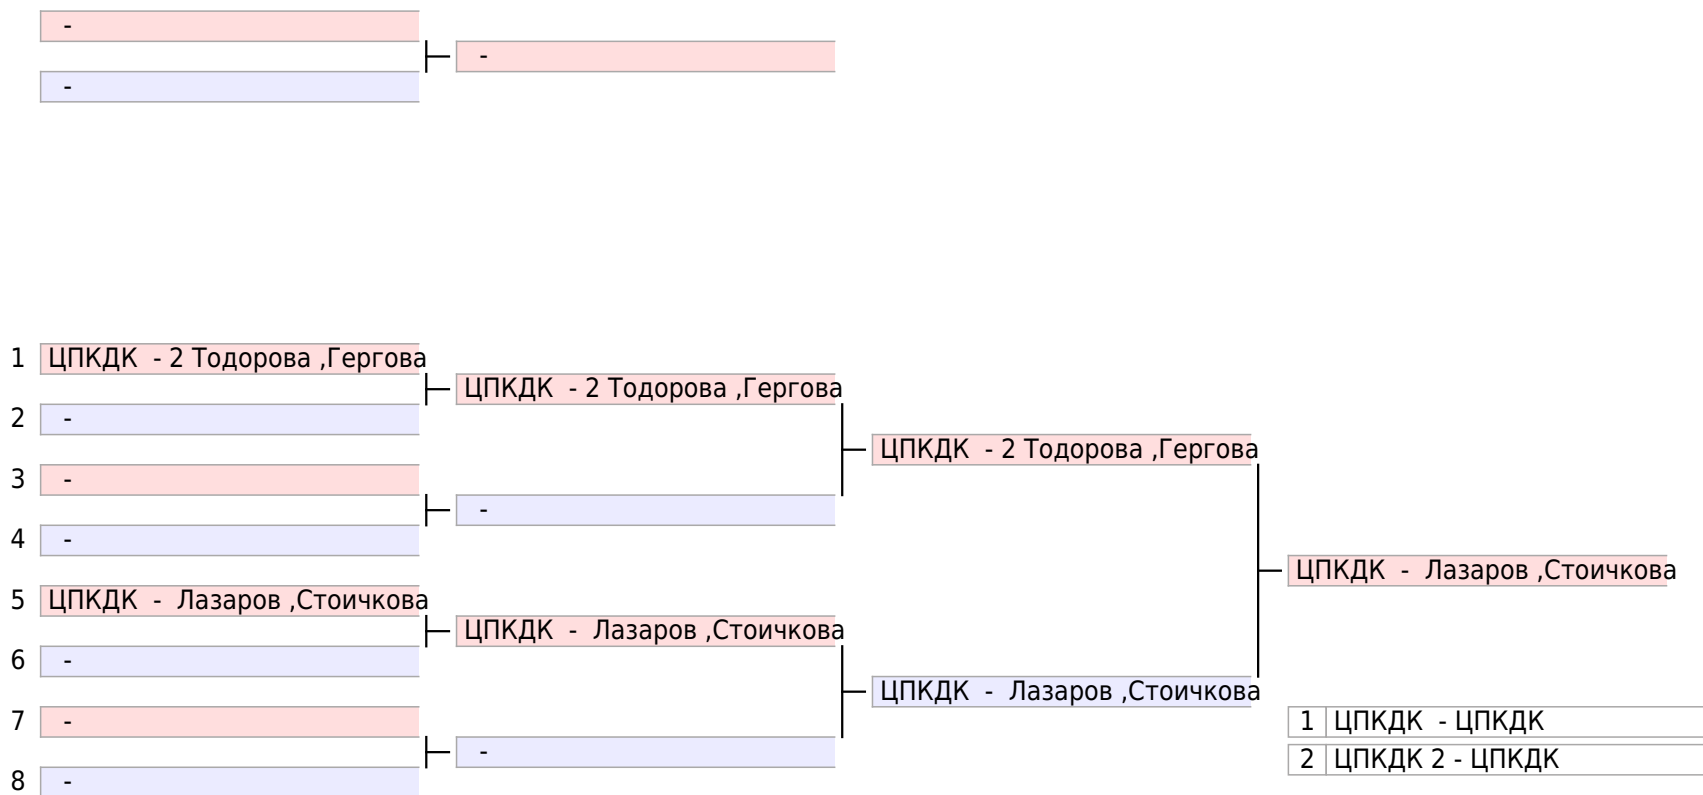 -
-
-
1 ЦПКДК - 2 Тодорова ,Гергова
ЦПКДК - 2 Тодорова ,Гергова
2 -
ЦПКДК - 2 Тодорова ,Гергова
3 -
-
4 -
ЦПКДК - Лазаров ,Стоичкова
5 ЦПКДК - Лазаров ,Стоичкова
ЦПКДК - Лазаров ,Стоичкова
6 -
ЦПКДК - Лазаров ,Стоичкова
7 -
1 ЦПКДК - ЦПКДК
-
2 ЦПКДК 2 - ЦПКДК
8 -